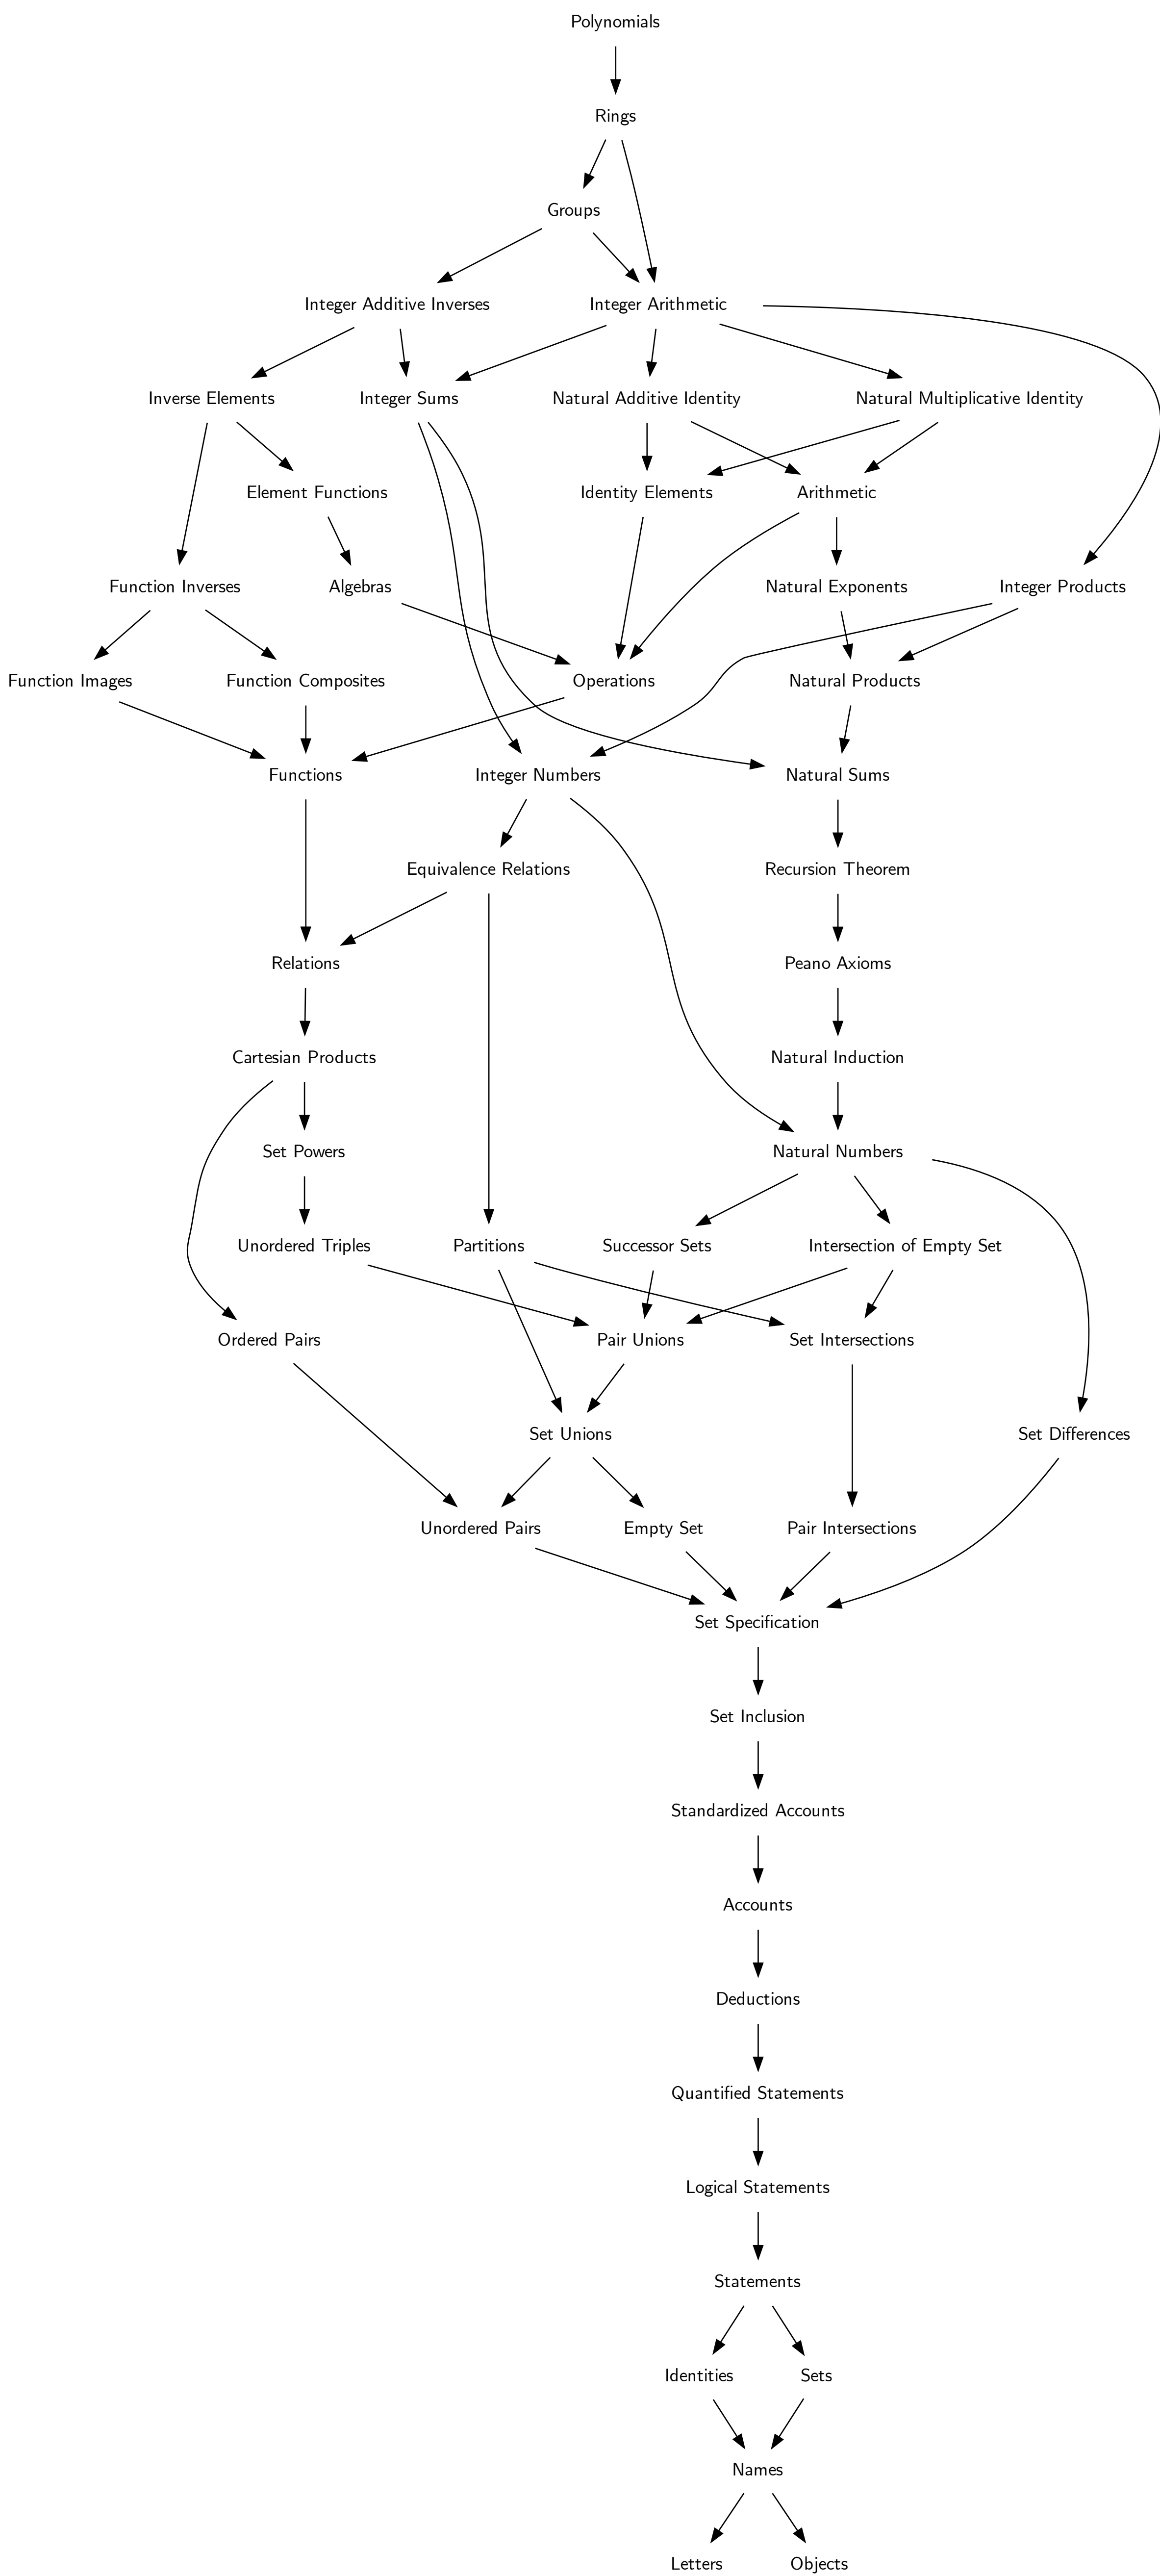 Polynomials
Rings
Groups
Integer Additive Inverses
Integer Arithmetic
Inverse Elements
Integer Sums
Natural Additive Identity
Natural Multiplicative Identity
Element Functions
Identity Elements
Arithmetic
Function Inverses
Algebras
Natural Exponents
Integer Products
Function Images
Function Composites
Operations
Natural Products
Functions
Integer Numbers
Natural Sums
Equivalence Relations
Recursion Theorem
Relations
Peano Axioms
Cartesian Products
Natural Induction
Set Powers
Natural Numbers
Unordered Triples
Partitions
Successor Sets
Intersection of Empty Set
Ordered Pairs
Pair Unions
Set Intersections
Set Unions
Set Differences
Unordered Pairs
Empty Set
Pair Intersections
Set Specification
Set Inclusion
Standardized Accounts
Accounts
Deductions
Quantified Statements
Logical Statements
Statements
Identities
Sets
Names
Letters
Objects